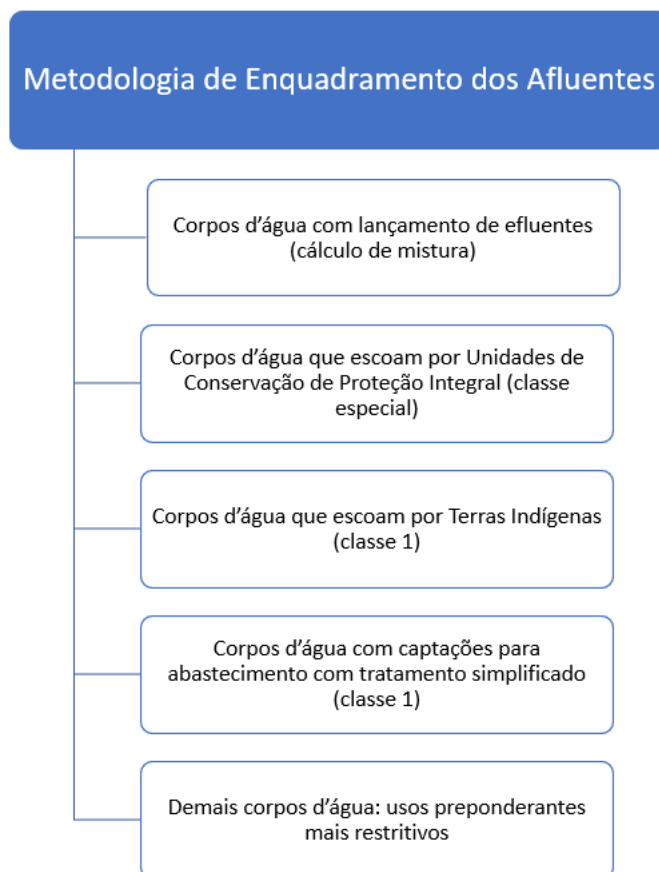 Metodologia de Enquadramento dos Afluentes
Corpos d’água com lançamento de efluentes
(cálculo de mistura)
Corpos d’água que escoam por Unidades de
Conservação de Proteção Integral (classe
especial)
Corpos d’água que escoam por Terras Indígenas
(classe 1)
Corpos d’água com captações para
abastecimento com tratamento simplificado
(classe 1)
Demais corpos d’água: usos preponderantes
mais restritivos